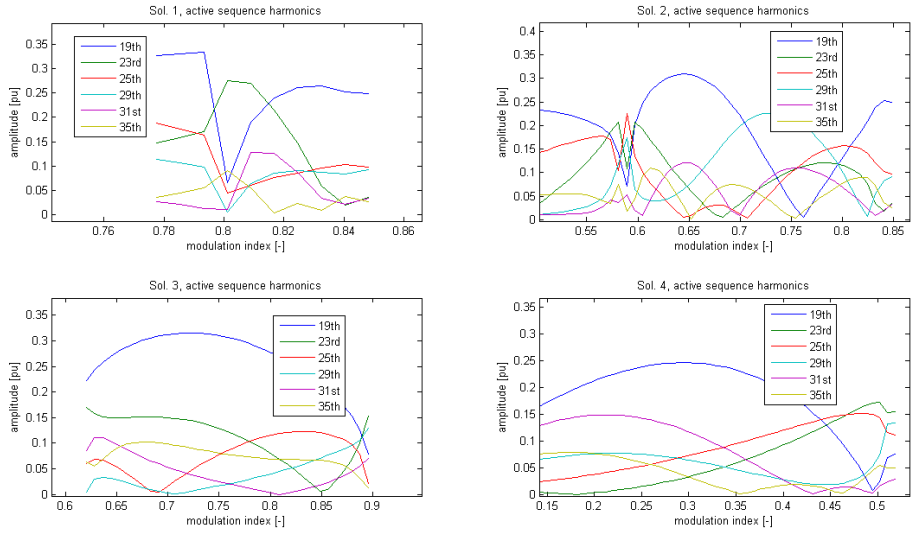 Sol. 1, active sequence harmonics
amplitude [pu]
0.35
0.3
0.25
0.2
0.15
0.1
0.05
0
19th
23rd
25th
29th
31st
35th
0.76 0.78 0.8 0.82 0.84 0.86
modulation index [-]
Sol. 2, active sequence harmonics
amplitude [pu]
0.4
0.35
0.3
0.25
0.2
0.15
0.1
0.05
0
19th
23rd
25th
29th
31st
35th
0.55 0.6 0.65 0.7 0.75 0.8 0.85
modulation index [-]
Sol. 3, active sequence harmonics
amplitude [pu]
0.35
0.3
0.25
0.2
0.15
0.1
0.05
0
19th
23rd
25th
29th
31st
35th
0.6 0.65 0.7 0.75 0.8 0.85 0.9
modulation index [-]
Sol. 4, active sequence harmonics
amplitude [pu]
0.35
0.3
0.25
0.2
0.15
0.1
0.05
0
19th
23rd
25th
29th
31st
35th
0.15 0.2 0.25 0.3 0.35 0.4 0.45 0.5
modulation index [-]